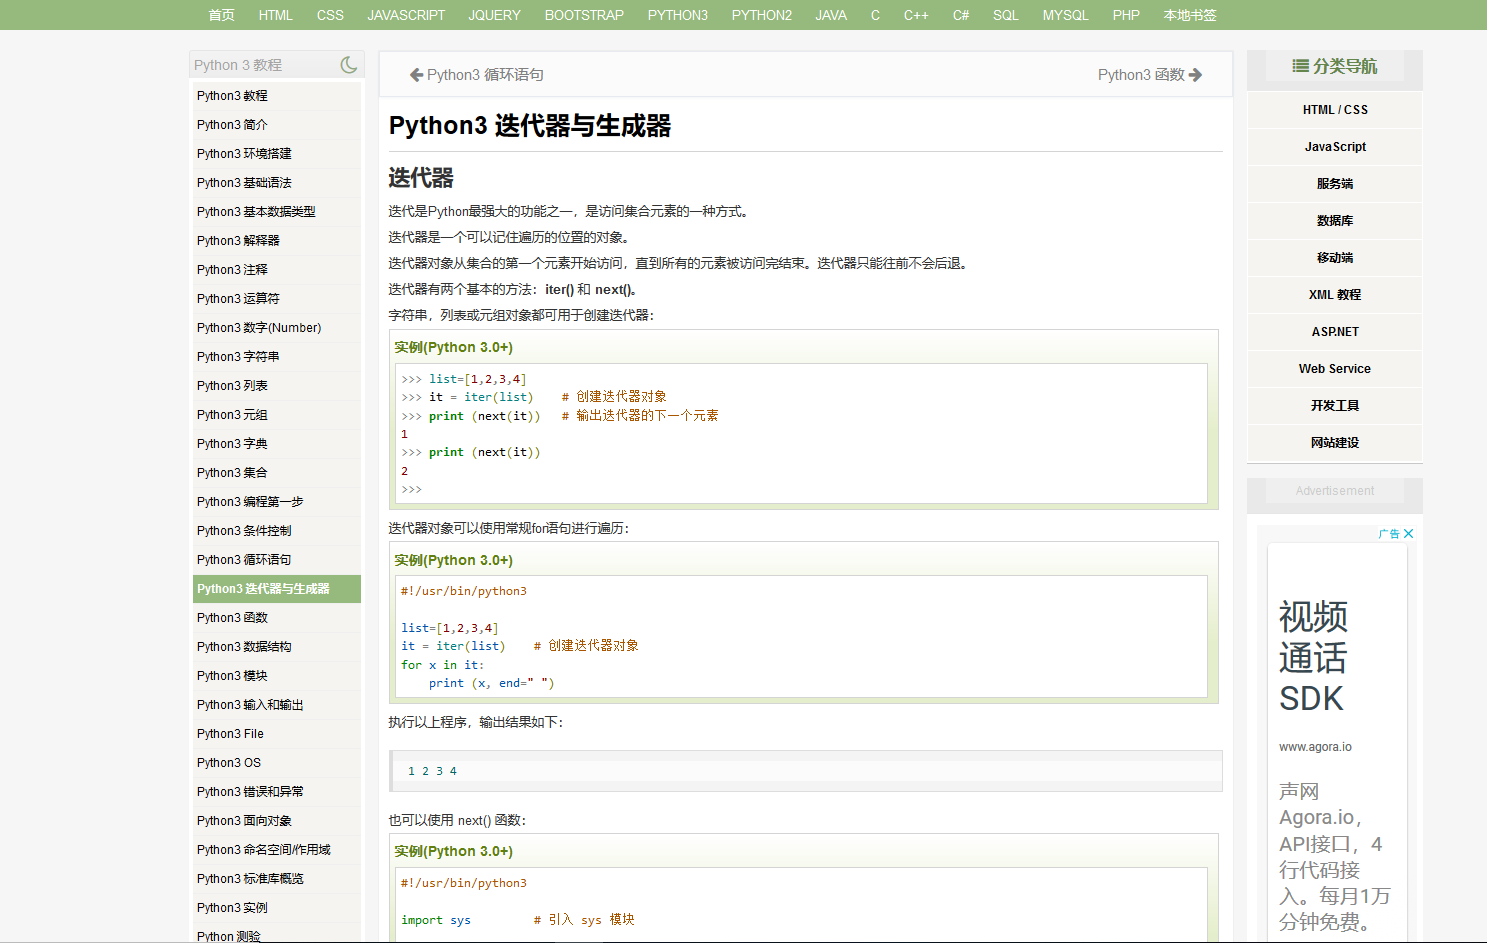 首页 HTML CSS JAVASCRIPT JQUERY BOOTSTRAP PYTHON3 PYTHON2 JAVA C C++ C# SQL MYSQL PHP 本地书签
Python 3 教程
Python3 教程
Python3 简介
Python3 环境搭建
Python3 基础语法
Python3 基本数据类型
Python3 解释器
Python3 注释
Python3 运算符
Python3 数字(Number)
Python3 字符串
Python3 列表
Python3 元组
Python3 字典
Python3 集合
Python3 编程第一步
Python3 条件控制
Python3 循环语句
Python3 迭代器与生成器
Python3 函数
Python3 数据结构
Python3 模块
Python3 输入和输出
Python3 File
Python3 OS
Python3 错误和异常
Python3 面向对象
Python3 命名空间/作用域
Python3 标准库概览
Python3 实例
Python 测验
Python3 循环语句
Python3 函数
Python3 迭代器与生成器
迭代器
迭代是Python最强大的功能之一，是访问集合元素的一种方式。
迭代器是一个可以记住遍历的位置的对象。
迭代器对象从集合的第一个元素开始访问，直到所有的元素被访问完结束。迭代器只能往前不会后退。
迭代器有两个基本的方法：iter() 和 next()。
字符串，列表或元组对象都可用于创建迭代器：
实例(Python 3.0+)
>>> list=[1,2,3,4]
>>> it = iter(list)    # 创建迭代器对象
>>> print (next(it))   # 输出迭代器的下一个元素
1
>>> print (next(it))
2
>>>
迭代器对象可以使用常规for语句进行遍历：
实例(Python 3.0+)
#!/usr/bin/python3
list=[1,2,3,4]
it = iter(list)    # 创建迭代器对象
for x in it:
    print (x, end=" ")
执行以上程序，输出结果如下：
1 2 3 4
也可以使用 next() 函数：
实例(Python 3.0+)
#!/usr/bin/python3
import sys         # 引入 sys 模块
分类导航
HTML / CSS
JavaScript
服务端
数据库
移动端
XML 教程
ASP.NET
Web Service
开发工具
网站建设
Advertisement
广告
视频
通话
SDK
www.agora.io
声网
Agora.io，
API接口，4
行代码接
入。每月1万
分钟免费。